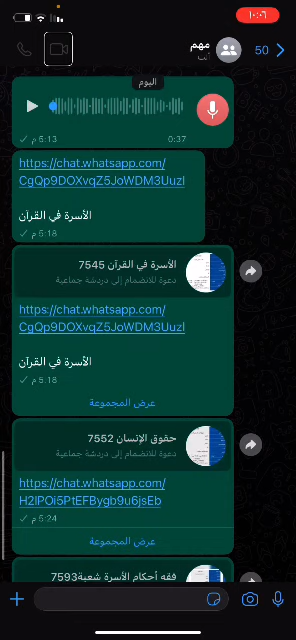 ١٠:٠٦
مهم
أنت
50
اليوم
0:37
5:13 م
https://chat.whatsapp.com/
CgQp9DOXvqZ5JoWDM3UuzI
الأسرة في القرآن
5:18 م
الأسرة في القرآن 7545
دعوة للانضمام إلى دردشة جماعية
https://chat.whatsapp.com/
CgQp9DOXvqZ5JoWDM3UuzI
الأسرة في القرآن
5:18 م
عرض المجموعة
حقوق الإنسان 7552
دعوة للانضمام إلى دردشة جماعية
https://chat.whatsapp.com/
H2IPOi5PtEFBygb9u6jsEb
5:24 م
عرض المجموعة
فقه أحكام الأسرة شعبة7593